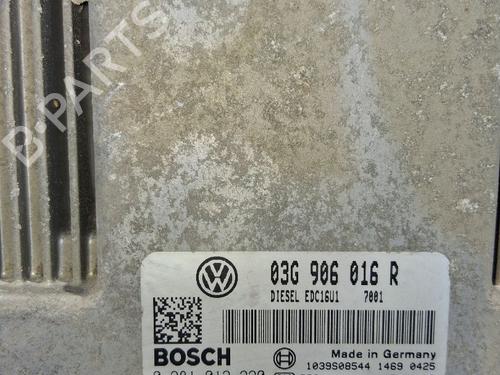 B-PARTS
03G 906 016 R
DIESEL EDC16U1 7001
BOSCH
Made in Germany
1039S08544 1469 0425